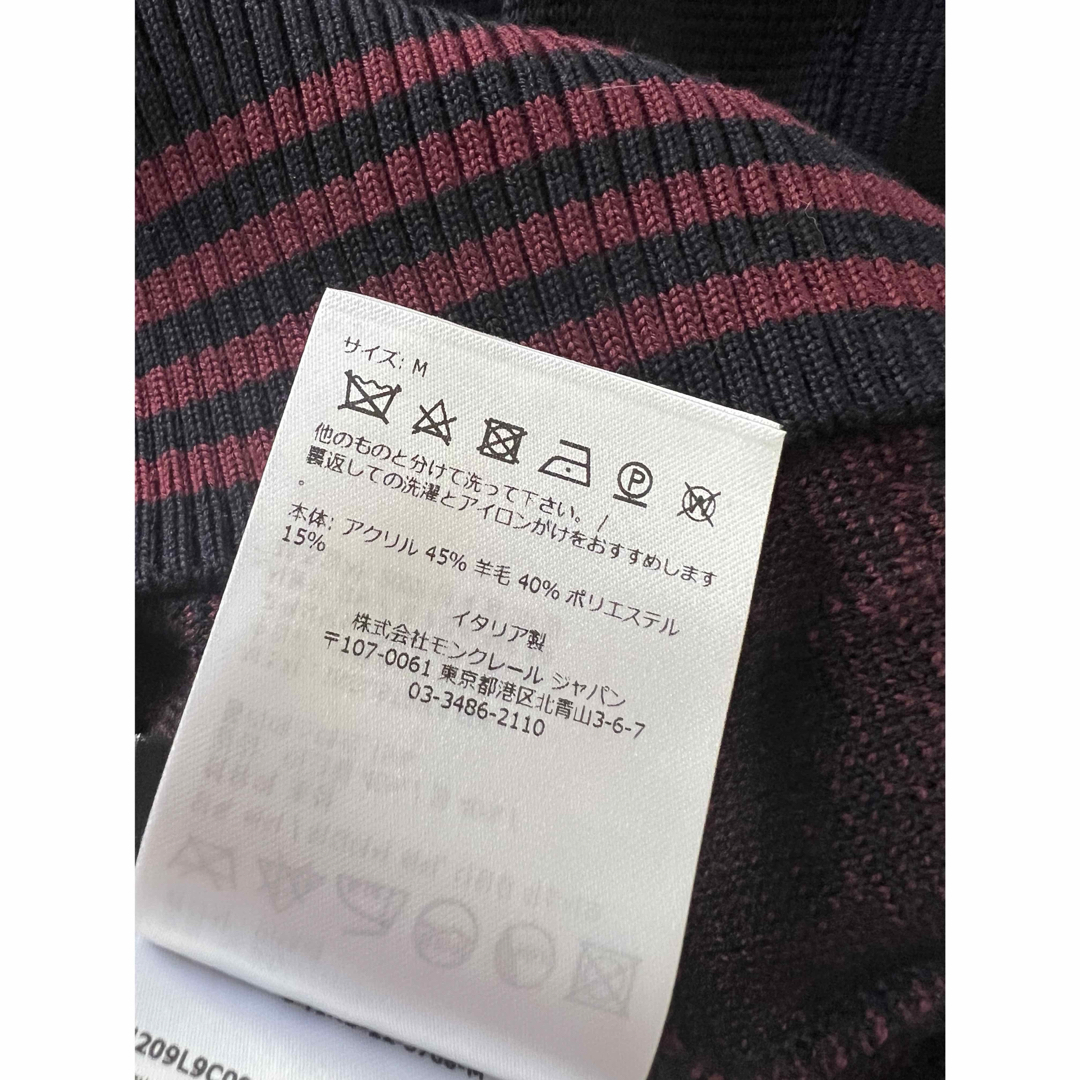 サイズ: M
P
W
他のものと分けて洗って下さい。 /
裏返しての洗濯とアイロンがけをおすすめします
。
本体: アクリル 45% 羊毛 40% ポリエステル
15%
イタリア製
株式会社モンクレール ジャパン
〒107-0061 東京都港区北青山3-6-7
03-3486-2110
209L9C0